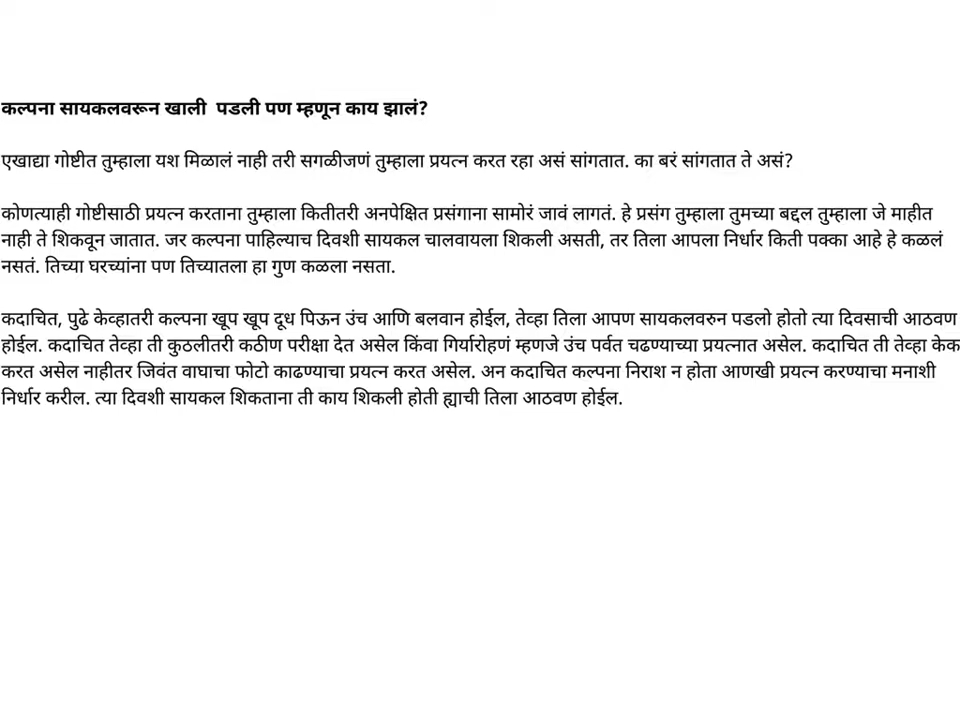 कल्पना सायकलवरून खाली  पडली पण म्हणून काय झालं?
एखाद्या गोष्टीत तुम्हाला यश मिळालं नाही तरी सगळीजणं तुम्हाला प्रयत्न करत रहा असं सांगतात. का बरं सांगतात ते असं?
कोणत्याही गोष्टीसाठी प्रयत्न करताना तुम्हाला कितीतरी अनपेक्षित प्रसंगाना सामोरं जावं लागतं. हे प्रसंग तुम्हाला तुमच्या बद्दल तुम्हाला जे माहीत
नाही ते शिकवून जातात. जर कल्पना पाहिल्याच दिवशी सायकल चालवायला शिकली असती, तर तिला आपला निर्धार किती पक्का आहे हे कळलं
नसतं. तिच्या घरच्यांना पण तिच्यातला हा गुण कळला नसता.
कदाचित, पुढे केव्हातरी कल्पना खूप खूप दूध पिऊन उंच आणि बलवान होईल, तेव्हा तिला आपण सायकलवरुन पडलो होतो त्या दिवसाची आठवण
होईल. कदाचित तेव्हा ती कुठलीतरी कठीण परीक्षा देत असेल किंवा गिर्यारोहणं म्हणजे उंच पर्वत चढण्याच्या प्रयत्नात असेल. कदाचित ती तेव्हा केक
करत असेल नाहीतर जिवंत वाघाचा फोटो काढण्याचा प्रयत्न करत असेल. अन कदाचित कल्पना निराश न होता आणखी प्रयत्न करण्याचा मनाशी
निर्धार करील. त्या दिवशी सायकल शिकताना ती काय शिकली होती ह्याची तिला आठवण होईल.